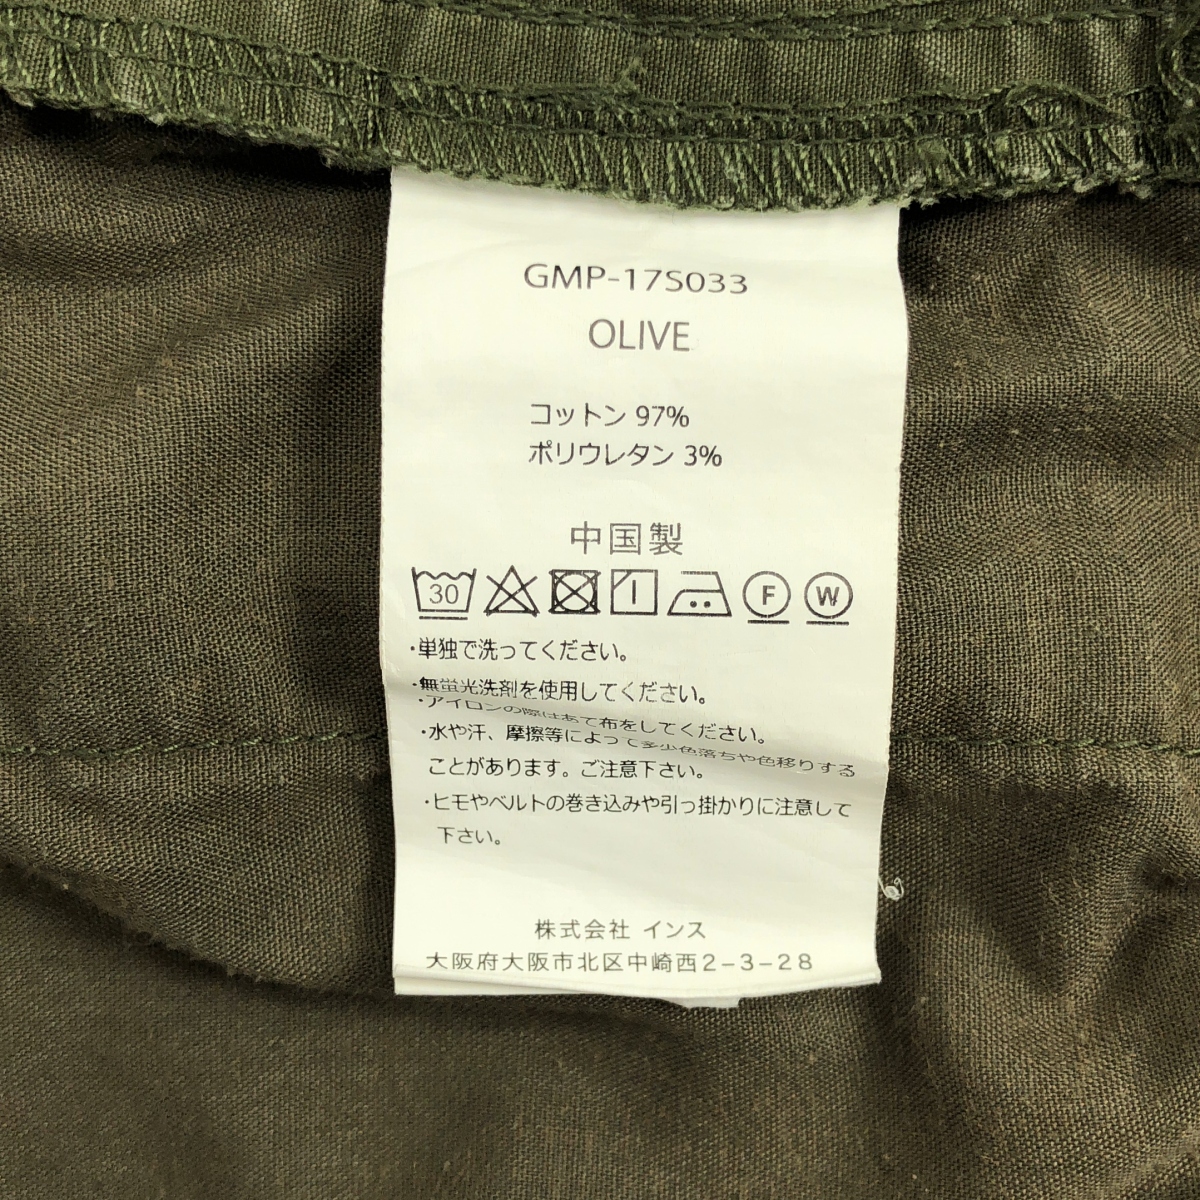 GMP-17S033
OLIVE
コットン 97%
ポリウレタン 3%
中国製
30 F W
・単独で洗ってください。
・無蛍光洗剤を使用してください。
・アイロンの際はあて布をしてください。
・水や汗、摩擦等によって多少色落ちや色移りする
ことがあります。ご注意下さい。
・ヒモやベルトの巻き込みや引っ掛かりに注意して
下さい。
株式会社 インス
大阪府大阪市北区中崎西2-3-28